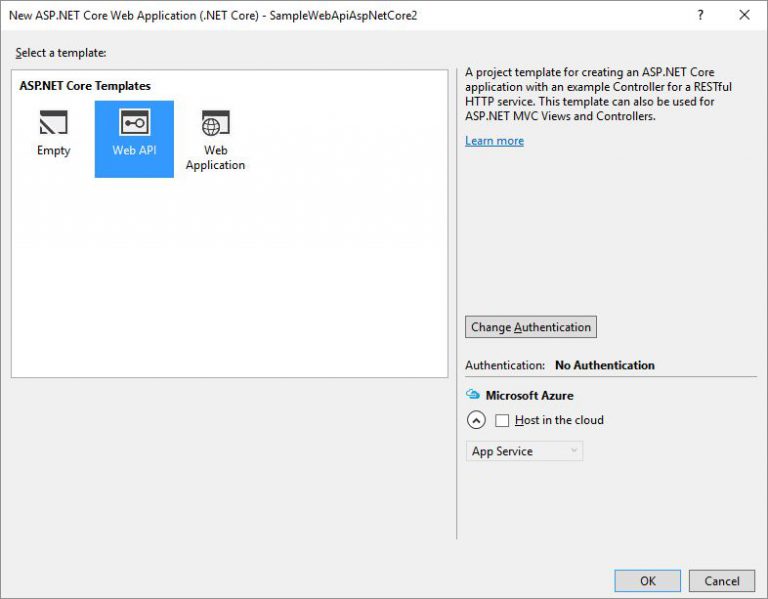 New ASP.NET Core Web Application (.NET Core) - SampleWebApiAspNetCore2
?
Select a template:
ASP.NET Core Templates
Empty
Web API
Web
Application
A project template for creating an ASP.NET Core
application with an example Controller for a RESTful
HTTP service. This template can also be used for
ASP.NET MVC Views and Controllers.
Learn more
Change Authentication
Authentication: No Authentication
Microsoft Azure
Host in the cloud
App Service
OK
Cancel